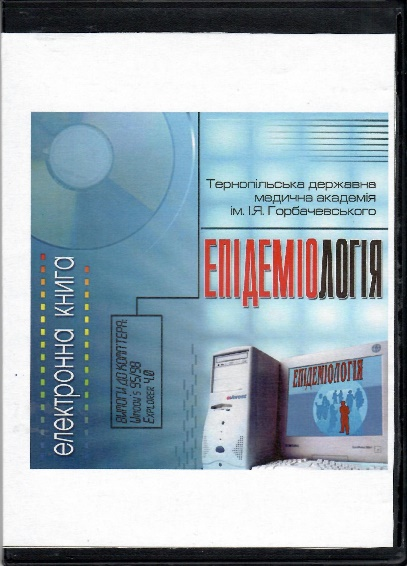 Тернопільська державна
медична академія
ім. І.Я. Горбачевського
ЕПІДЕМІОЛОГІЯ
електронна книга
ВИМОГИ ДО КОМП'ЮТЕРА:
WINDOWS 95/98
EXPLORER 4.0
ЕПІДЕМІОЛОГІЯ